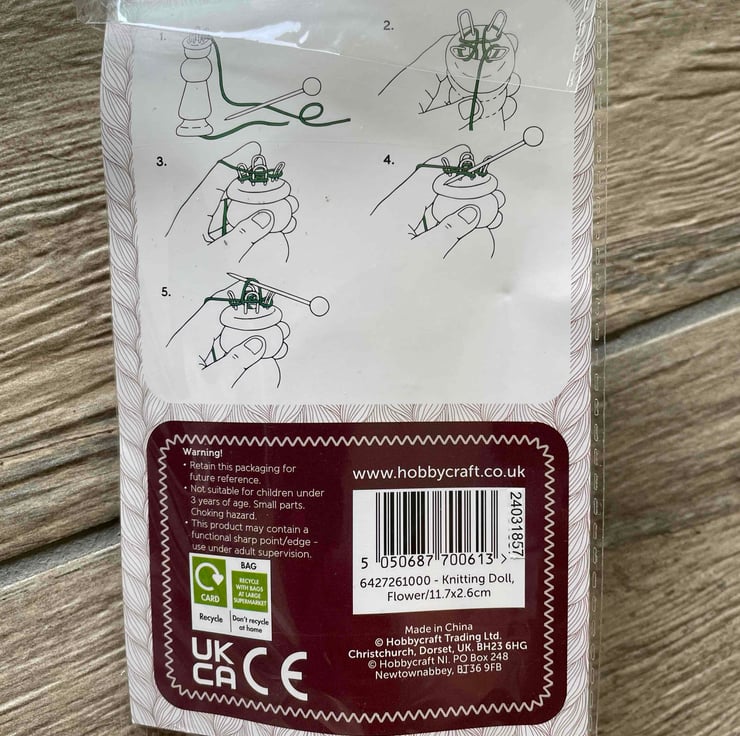 1.
2.
3.
4.
5.
Warning!
• Retain this packaging for
future reference.
• Not suitable for children under
3 years of age. Small parts.
Choking hazard.
• This product may contain a
functional sharp point/edge -
use under adult supervision.
CARD
Recycle
BAG
RECYCLE
WITH BAGS
AT LARGE
SUPERMARKET
Don't recycle
at home
UK
CA CE
www.hobbycraft.co.uk
24031857
5 050687 700613 >
6427261000 - Knitting Doll,
Flower/11.7x2.6cm
Made in China
© Hobbycraft Trading Ltd.
Christchurch, Dorset, UK. BH23 6HG
© Hobbycraft NI. PO Box 248
Newtownabbey, BT36 9FB